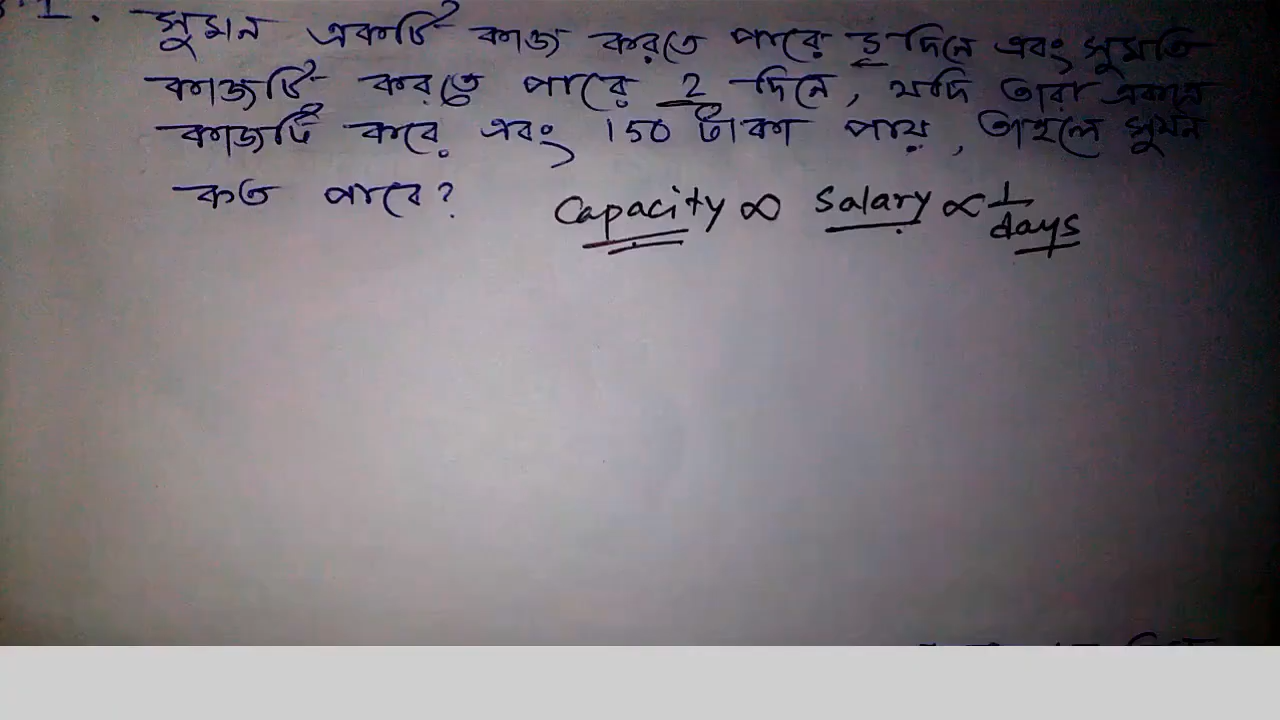 1. সুমন একটি কাজ করতে পারে 3 দিনে এবং সুমতি
কাজটি করতে পারে 2 দিনে, যদি তারা একত্রে
কাজটি করে এবং 150 টাকা পায়, তাহলে সুমন
কত পাবে? Capacity ∝ Salary ∝ 1/days